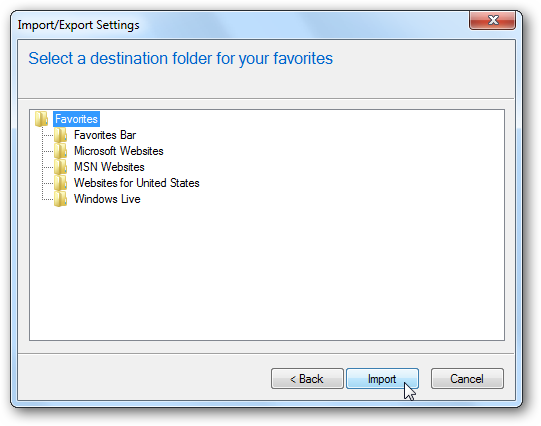 Import/Export Settings
Select a destination folder for your favorites
Favorites
Favorites Bar
Microsoft Websites
MSN Websites
Websites for United States
Windows Live
< Back Import Cancel